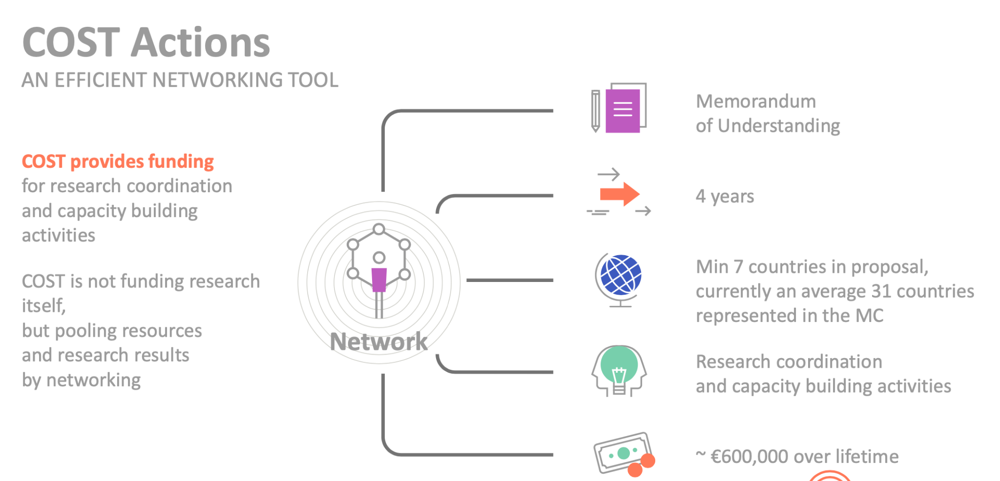 COST Actions
AN EFFICIENT NETWORKING TOOL
COST provides funding
for research coordination
and capacity building
activities
COST is not funding research
itself,
but pooling resources
and research results
by networking
Network
Memorandum
of Understanding
4 years
Min 7 countries in proposal,
currently an average 31 countries
represented in the MC
Research coordination
and capacity building activities
~ €600,000 over lifetime